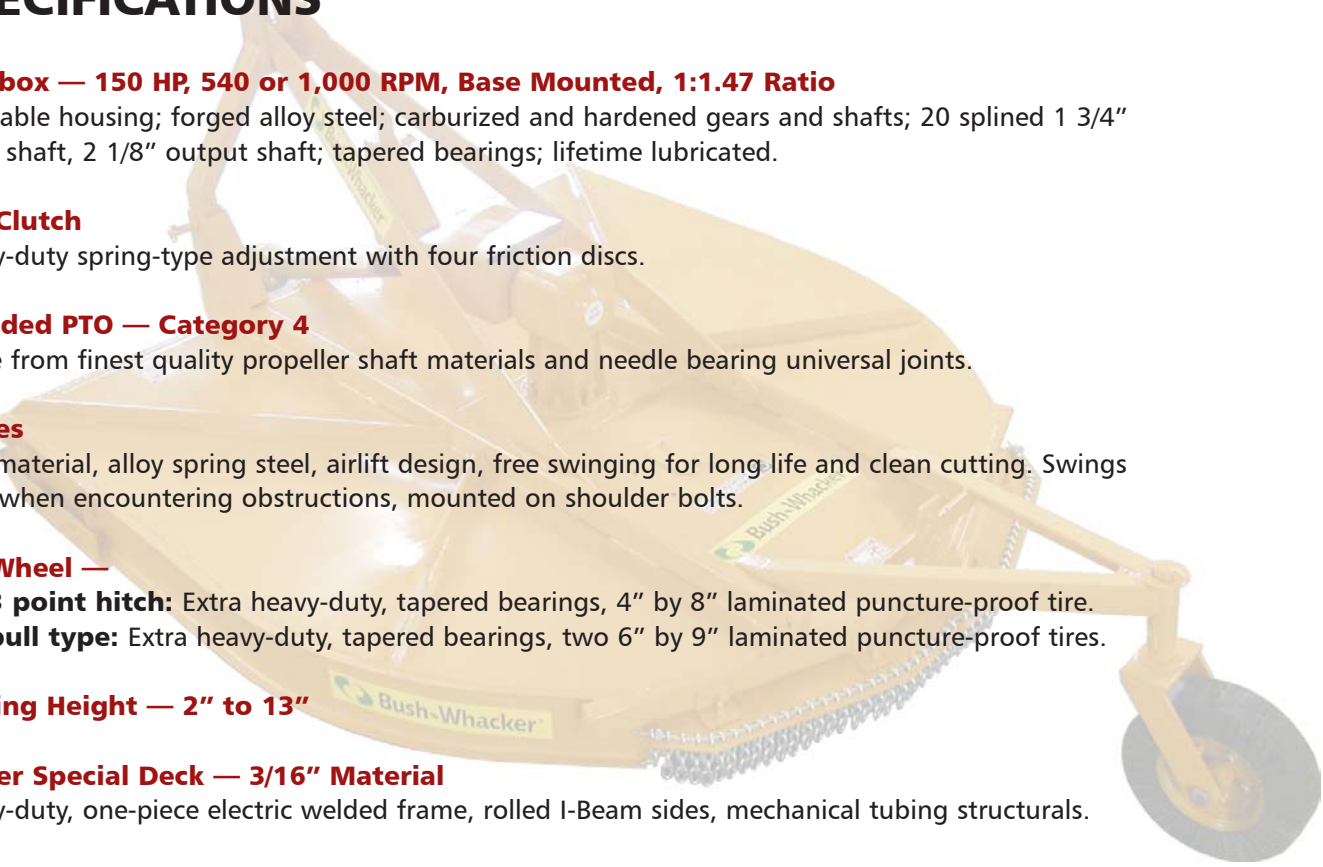 ECIFICATIONS
box — 150 HP, 540 or 1,000 RPM, Base Mounted, 1:1.47 Ratio
able housing; forged alloy steel; carburized and hardened gears and shafts; 20 splined 1 3/4”
shaft, 2 1/8” output shaft; tapered bearings; lifetime lubricated.
Clutch
y-duty spring-type adjustment with four friction discs.
ded PTO — Category 4
e from finest quality propeller shaft materials and needle bearing universal joints.
es
material, alloy spring steel, airlift design, free swinging for long life and clean cutting. Swings
when encountering obstructions, mounted on shoulder bolts.
Wheel —
3 point hitch: Extra heavy-duty, tapered bearings, 4” by 8” laminated puncture-proof tire.
pull type: Extra heavy-duty, tapered bearings, two 6” by 9” laminated puncture-proof tires.
ing Height — 2” to 13”
er Special Deck — 3/16” Material
y-duty, one-piece electric welded frame, rolled I-Beam sides, mechanical tubing structurals.
Bush-Whacker
Bush-Whacker
Bush-Whacker